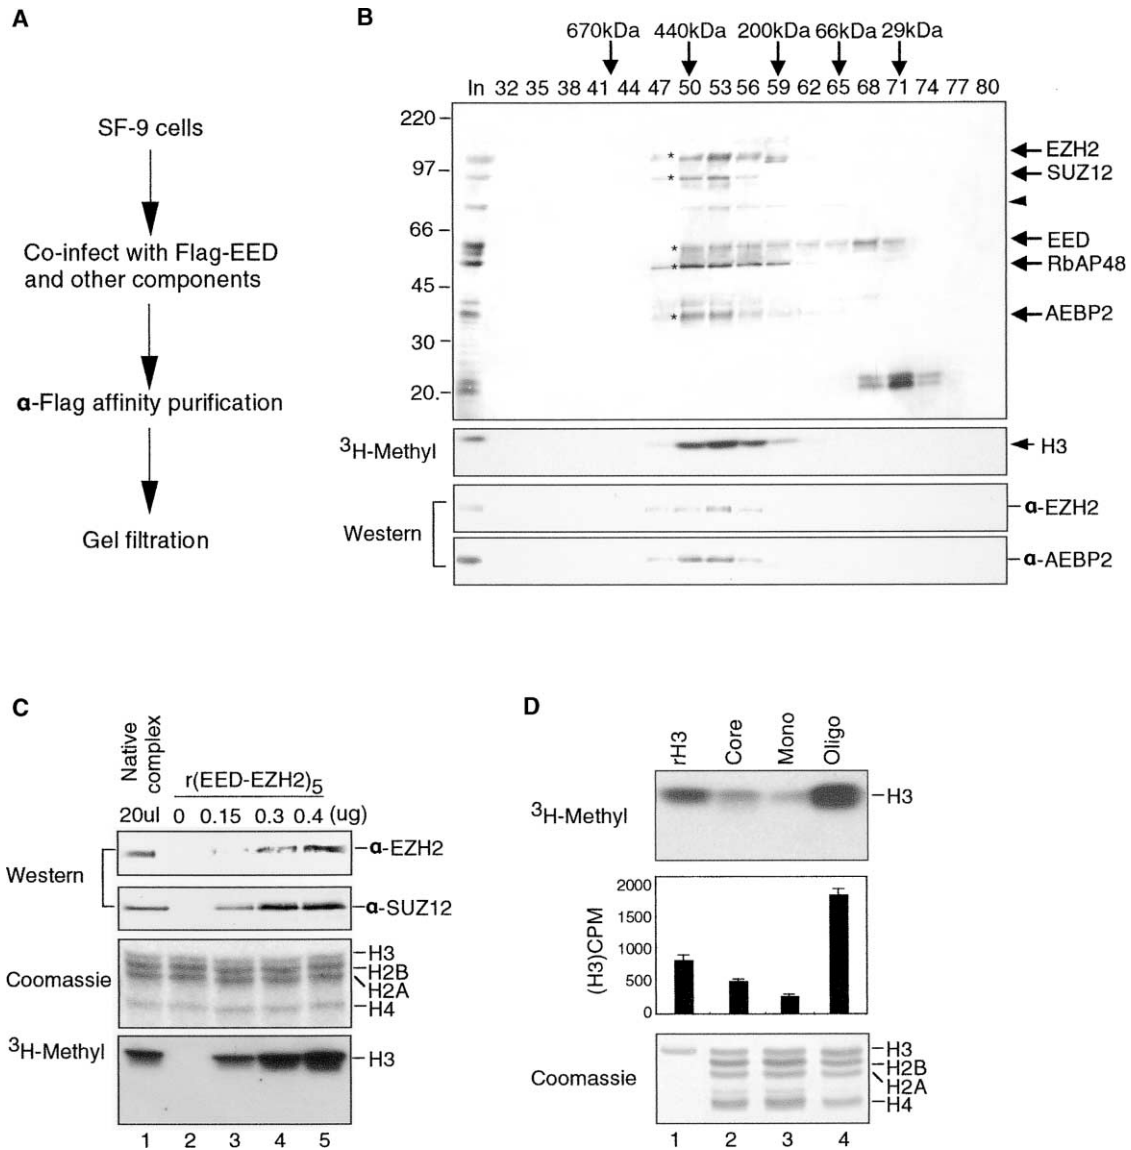 A
SF-9 cells
Co-infect with Flag-EED
and other components
α-Flag affinity purification
Gel filtration
B
670kDa 440kDa 200kDa 66kDa 29kDa
In 32 35 38 41 44 47 50 53 56 59 62 65 68 71 74 77 80
220
97
66
45
30
20
* * * * *
EZH2
SUZ12
EED
RbAP48
AEBP2
3H-Methyl
H3
Western
α-EZH2
α-AEBP2
C
Native
complex
r(EED-EZH2)5
20ul 0 0.15 0.3 0.4 (ug)
Western
α-EZH2
α-SUZ12
Coomassie
H3
H2B
H2A
H4
3H-Methyl
H3
1 2 3 4 5
D
rH3 Core Mono Oligo
3H-Methyl
H3
(H3)CPM
2000
1500
1000
500
0
Coomassie
H3
H2B
H2A
H4
1 2 3 4